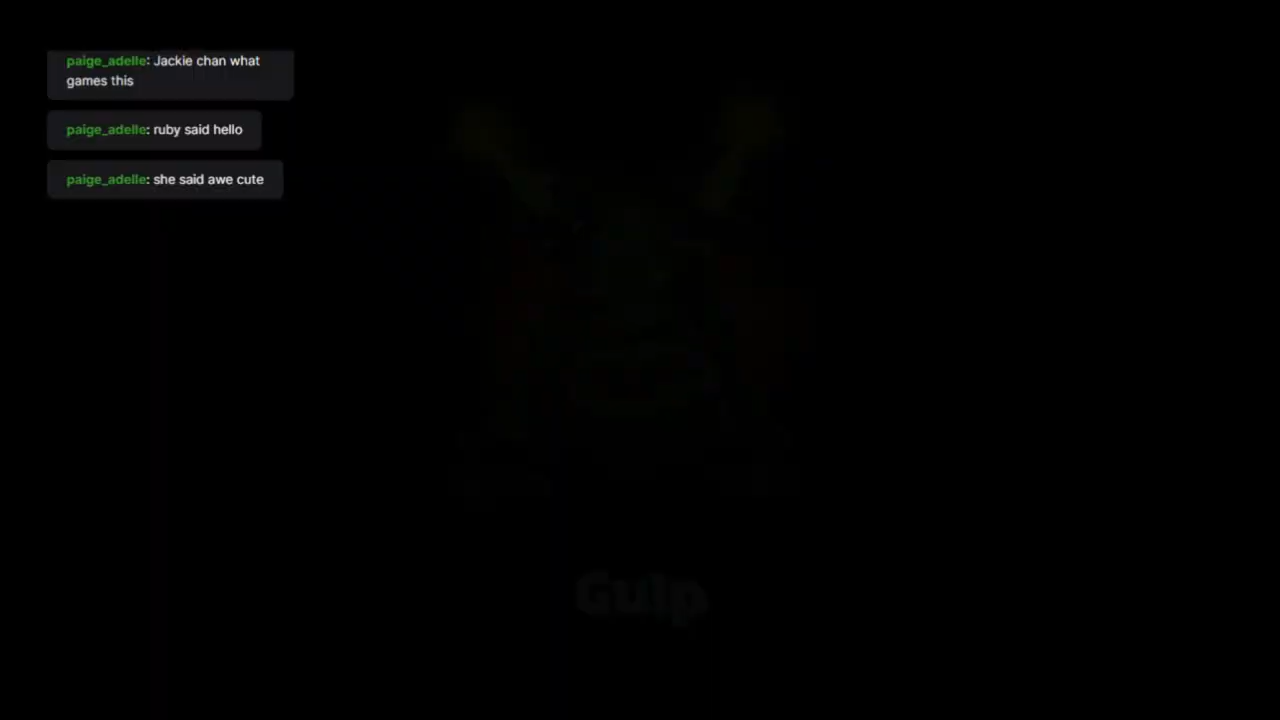 paige_adelle: Jackie chan what
games this
paige_adelle: ruby said hello
paige_adelle: she said awe cute
Gulp